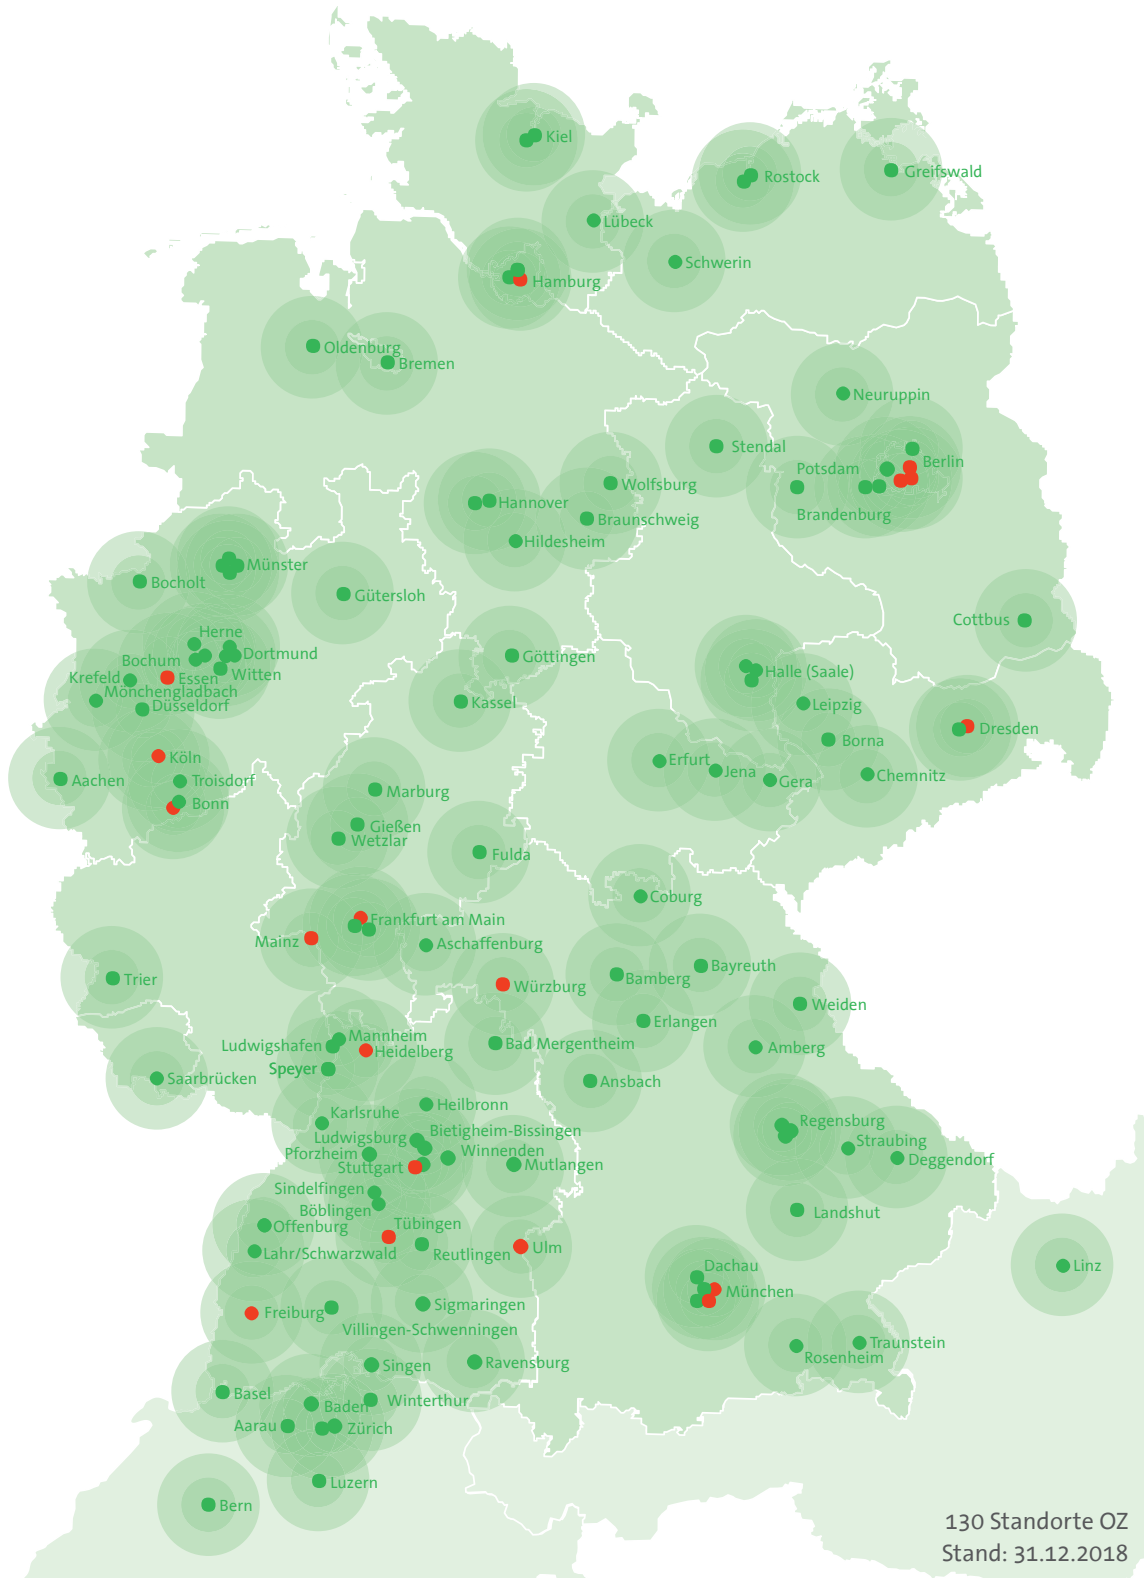 Kiel
Rostock
Greifswald
Lübeck
Schwerin
Hamburg
Oldenburg
Bremen
Neuruppin
Stendal
Potsdam
Berlin
Wolfsburg
Hannover
Brandenburg
Braunschweig
Hildesheim
Münster
Bocholt
Gütersloh
Cottbus
Herne
Dortmund
Göttingen
Bochum
Witten
Halle (Saale)
Krefeld
Essen
Mönchengladbach
Kassel
Leipzig
Düsseldorf
Dresden
Borna
Köln
Erfurt
Jena
Chemnitz
Aachen
Troisdorf
Gera
Marburg
Bonn
Gießen
Wetzlar
Fulda
Coburg
Frankfurt am Main
Mainz
Aschaffenburg
Bayreuth
Trier
Bamberg
Würzburg
Weiden
Erlangen
Mannheim
Ludwigshafen
Bad Mergentheim
Amberg
Heidelberg
Speyer
Saarbrücken
Ansbach
Heilbronn
Karlsruhe
Regensburg
Bietigheim-Bissingen
Ludwigsburg
Straubing
Winnenden
Pforzheim
Deggendorf
Stuttgart
Mutlangen
Sindelfingen
Böblingen
Landshut
Tübingen
Offenburg
Ulm
Lahr/Schwarzwald
Reutlingen
Dachau
Linz
München
Sigmaringen
Freiburg
Villingen-Schwenningen
Traunstein
Rosenheim
Singen
Ravensburg
Basel
Winterthur
Baden
Aarau
Zürich
Luzern
Bern
130 Standorte OZ
Stand: 31.12.2018